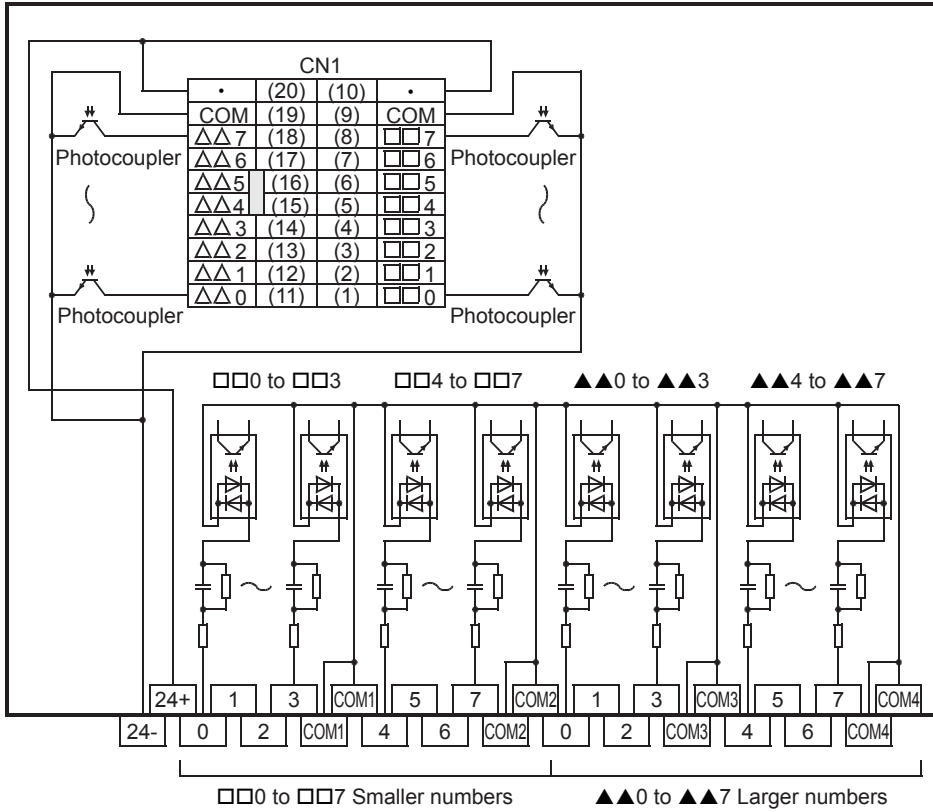 CN1
• (20) (10) •
COM (19) (9) COM
△△7 (18) (8) □□7
△△6 (17) (7) □□6
△△5 (16) (6) □□5
△△4 (15) (5) □□4
△△3 (14) (4) □□3
△△2 (13) (3) □□2
△△1 (12) (2) □□1
△△0 (11) (1) □□0
Photocoupler Photocoupler
Photocoupler Photocoupler
□□0 to □□3 □□4 to □□7 ▲▲0 to ▲▲3 ▲▲4 to ▲▲7
24+ 1 3 COM1 5 7 COM2 1 3 COM3 5 7 COM4
24- 0 2 COM1 4 6 COM2 0 2 COM3 4 6 COM4
□□0 to □□7 Smaller numbers ▲▲0 to ▲▲7 Larger numbers